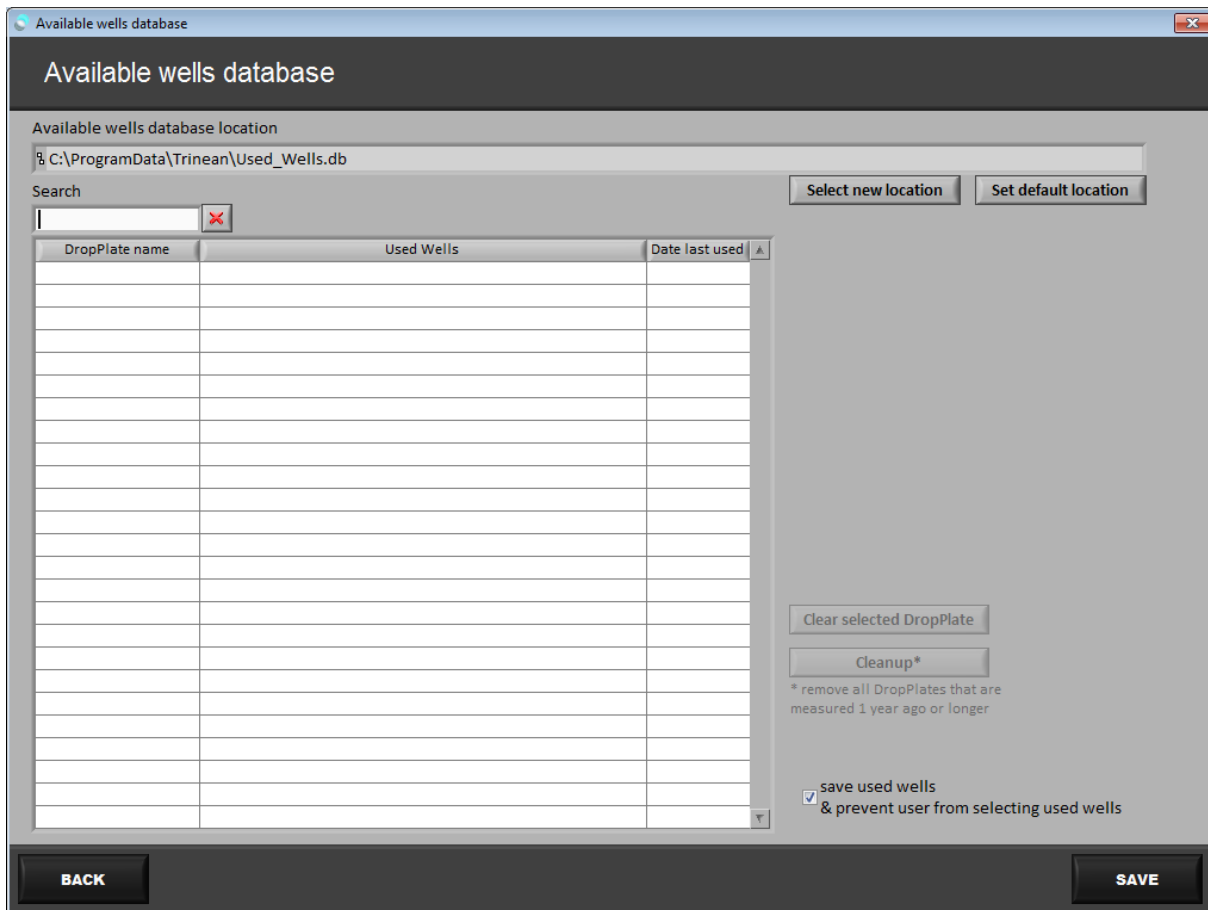 Available wells database
Available wells database
Available wells database location
C:\ProgramData\Trinean\Used_Wells.db
Search
Select new location
Set default location
DropPlate name
Used Wells
Date last used
Clear selected DropPlate
Cleanup*
* remove all DropPlates that are
measured 1 year ago or longer
save used wells
& prevent user from selecting used wells
BACK
SAVE